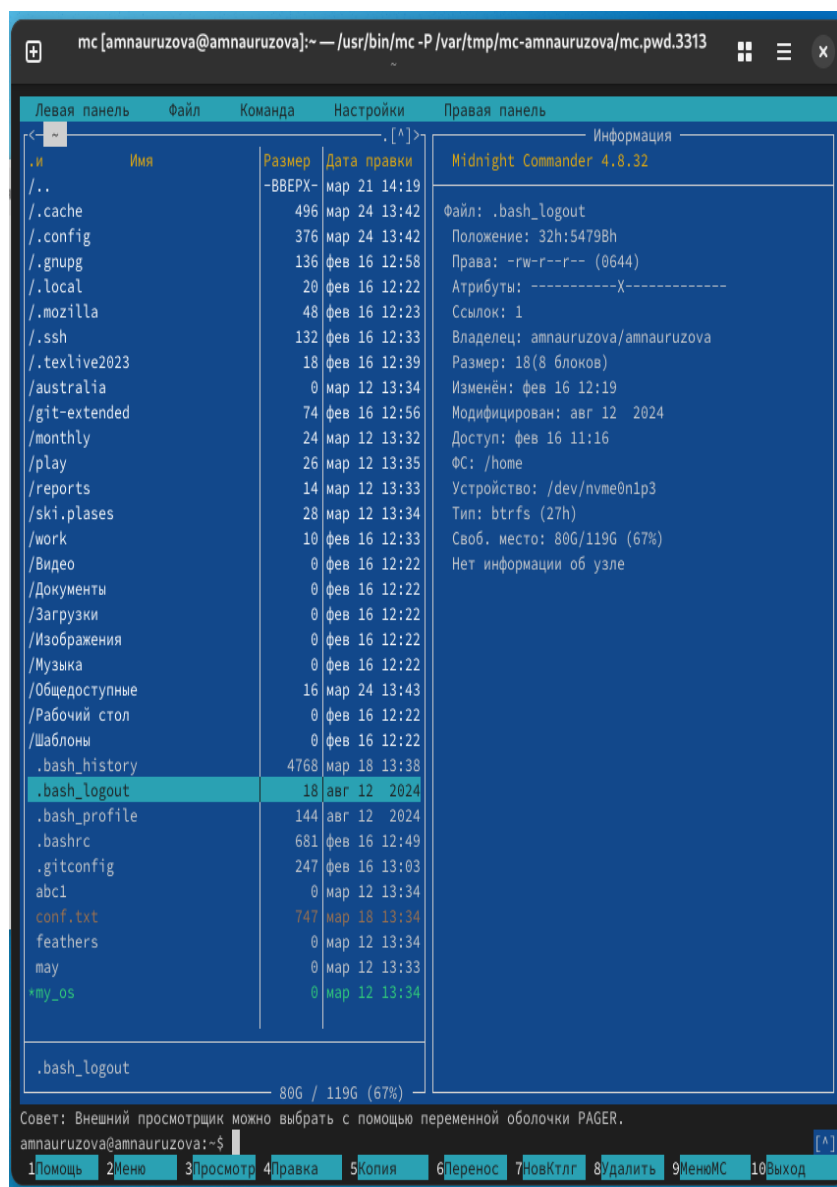 mc [amnauruzova@amnauruzova]:~ — /usr/bin/mc -P /var/tmp/mc-amnauruzova/mc.pwd.3313
~
Левая панель Файл Команда Настройки Правая панель
<- ~ .[^]>
.и Имя Размер Дата правки
/.. -ВВЕРХ- мар 21 14:19
/.cache 496 мар 24 13:42
/.config 376 мар 24 13:42
/.gnupg 136 фев 16 12:58
/.local 20 фев 16 12:22
/.mozilla 48 фев 16 12:23
/.ssh 132 фев 16 12:33
/.texlive2023 18 фев 16 12:39
/australia 0 мар 12 13:34
/git-extended 74 фев 16 12:56
/monthly 24 мар 12 13:32
/play 26 мар 12 13:35
/reports 14 мар 12 13:33
/ski.plases 28 мар 12 13:34
/work 10 фев 16 12:33
/Видео 0 фев 16 12:22
/Документы 0 фев 16 12:22
/Загрузки 0 фев 16 12:22
/Изображения 0 фев 16 12:22
/Музыка 0 фев 16 12:22
/Общедоступные 16 мар 24 13:43
/Рабочий стол 0 фев 16 12:22
/Шаблоны 0 фев 16 12:22
.bash_history 4768 мар 18 13:38
.bash_logout 18 авг 12 2024
.bash_profile 144 авг 12 2024
.bashrc 681 фев 16 12:49
.gitconfig 247 фев 16 13:03
abc1 0 мар 12 13:34
conf.txt 747 мар 18 13:34
feathers 0 мар 12 13:34
may 0 мар 12 13:33
*my_os 0 мар 12 13:34
.bash_logout
80G / 119G (67%)
Информация
Midnight Commander 4.8.32
Файл: .bash_logout
Положение: 32h:5479Bh
Права: -rw-r--r-- (0644)
Атрибуты: -----------X-------------
Ссылок: 1
Владелец: amnauruzova/amnauruzova
Размер: 18(8 блоков)
Изменён: фев 16 12:19
Модифицирован: авг 12 2024
Доступ: фев 16 11:16
ФС: /home
Устройство: /dev/nvme0n1p3
Тип: btrfs (27h)
Своб. место: 80G/119G (67%)
Нет информации об узле
Совет: Внешний просмотрщик можно выбрать с помощью переменной оболочки PAGER.
amnauruzova@amnauruzova:~$ [^]
1Помощь 2Меню 3Просмотр 4Правка 5Копия 6Перенос 7НовКтлг 8Удалить 9МенюMC 10Выход